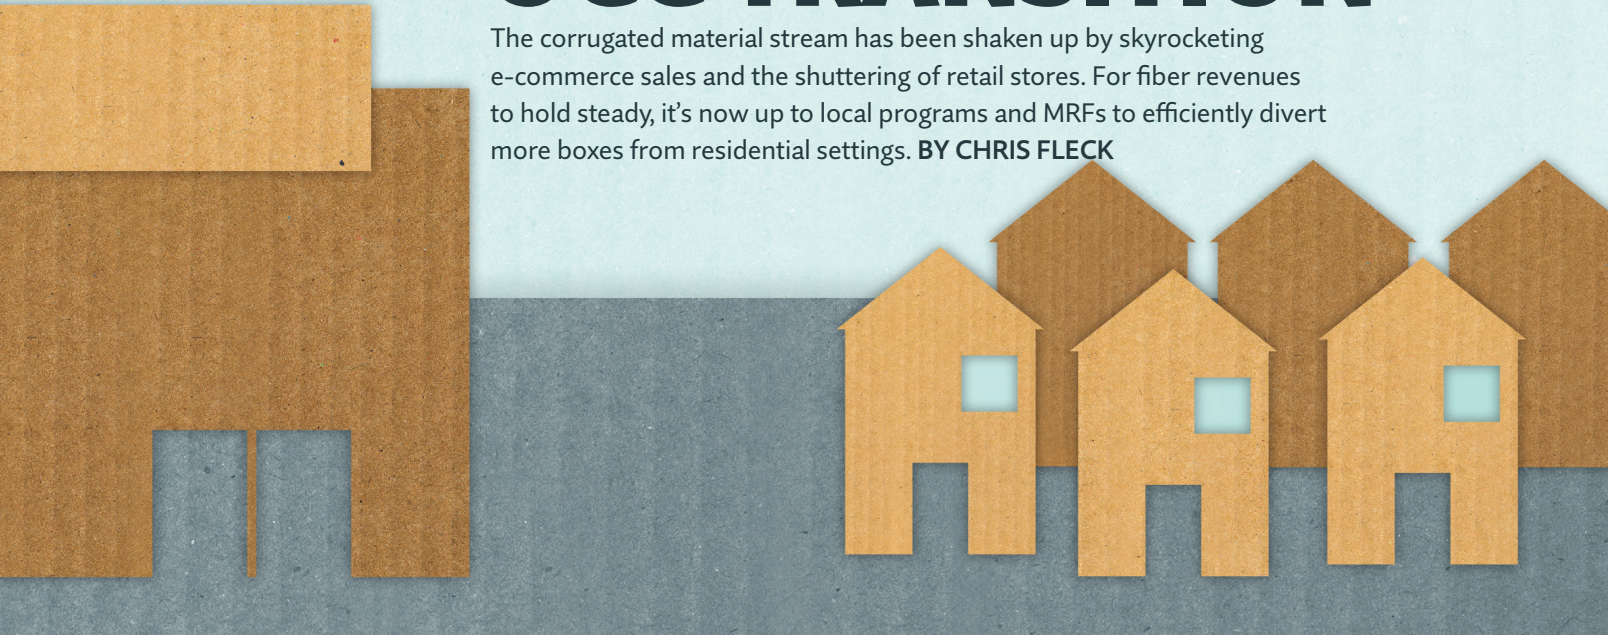 OCC TRANSITION
The corrugated material stream has been shaken up by skyrocketing
e-commerce sales and the shuttering of retail stores. For fiber revenues
to hold steady, it’s now up to local programs and MRFs to efficiently divert
more boxes from residential settings. BY CHRIS FLECK